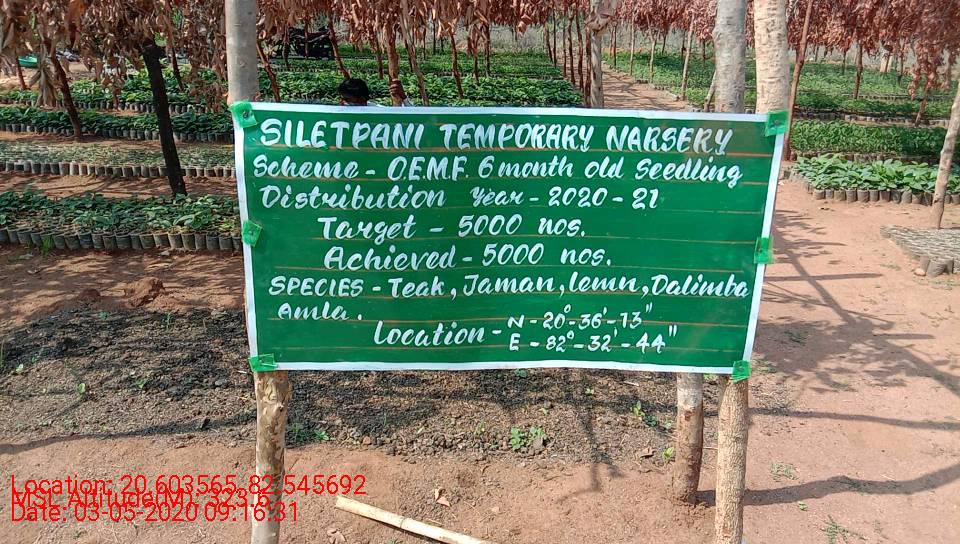 SILETPANI TEMPORARY NARSERY
Scheme - O.E.M.F. 6 month old Seedling
Distribution Year - 2020 - 21
Target - 5000 nos.
Achieved - 5000 nos.
SPECIES - Teak, Jaman, lemn, Dalimba
Amla.
Location - N - 20°-36'-13"
E - 82°-32'-44"
Location: 20.603565,82.545692
MSL Altitude(M): 323.6
Date: 03-05-2020 09:16:31